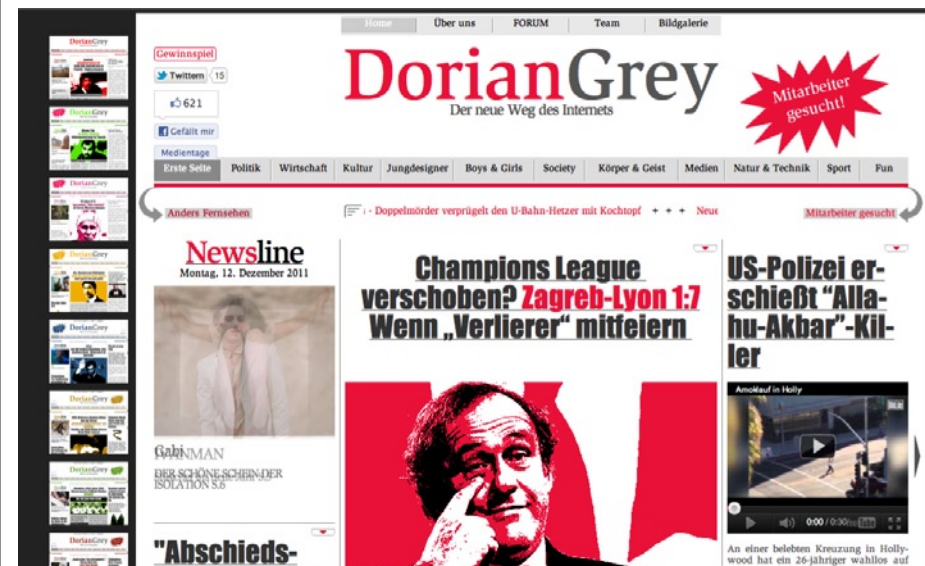 Home Über uns FORUM Team Bildgalerie
Gewinnspiel
Twittern 15
621
Gefällt mir
Medientage
DorianGrey
Der neue Weg des Internets
Mitarbeiter
gesucht!
Erste Seite Politik Wirtschaft Kultur Jungdesigner Boys & Girls Society Körper & Geist Medien Natur & Technik Sport Fun
Anders Fernsehen
- Doppelmörder verprügelt den U-Bahn-Hetzer mit Kochtopf + + + Neue
Mitarbeiter gesucht
Newsline
Montag, 12. Dezember 2011
Gabi
DER SCHÖNE SCHEIN DER
ISOLATION S.6
"Abschieds-
Champions League
verschoben? Zagreb-Lyon 1:7
Wenn „Verlierer“ mitfeiern
US-Polizei er-
schießt “Alla-
hu-Akbar”-Kil-
ler
Amoklauf in Holly
0:00 / 0:30 YouTube
An einer belebten Kreuzung in Holly-
wood hat ein 26-jähriger wahllos auf